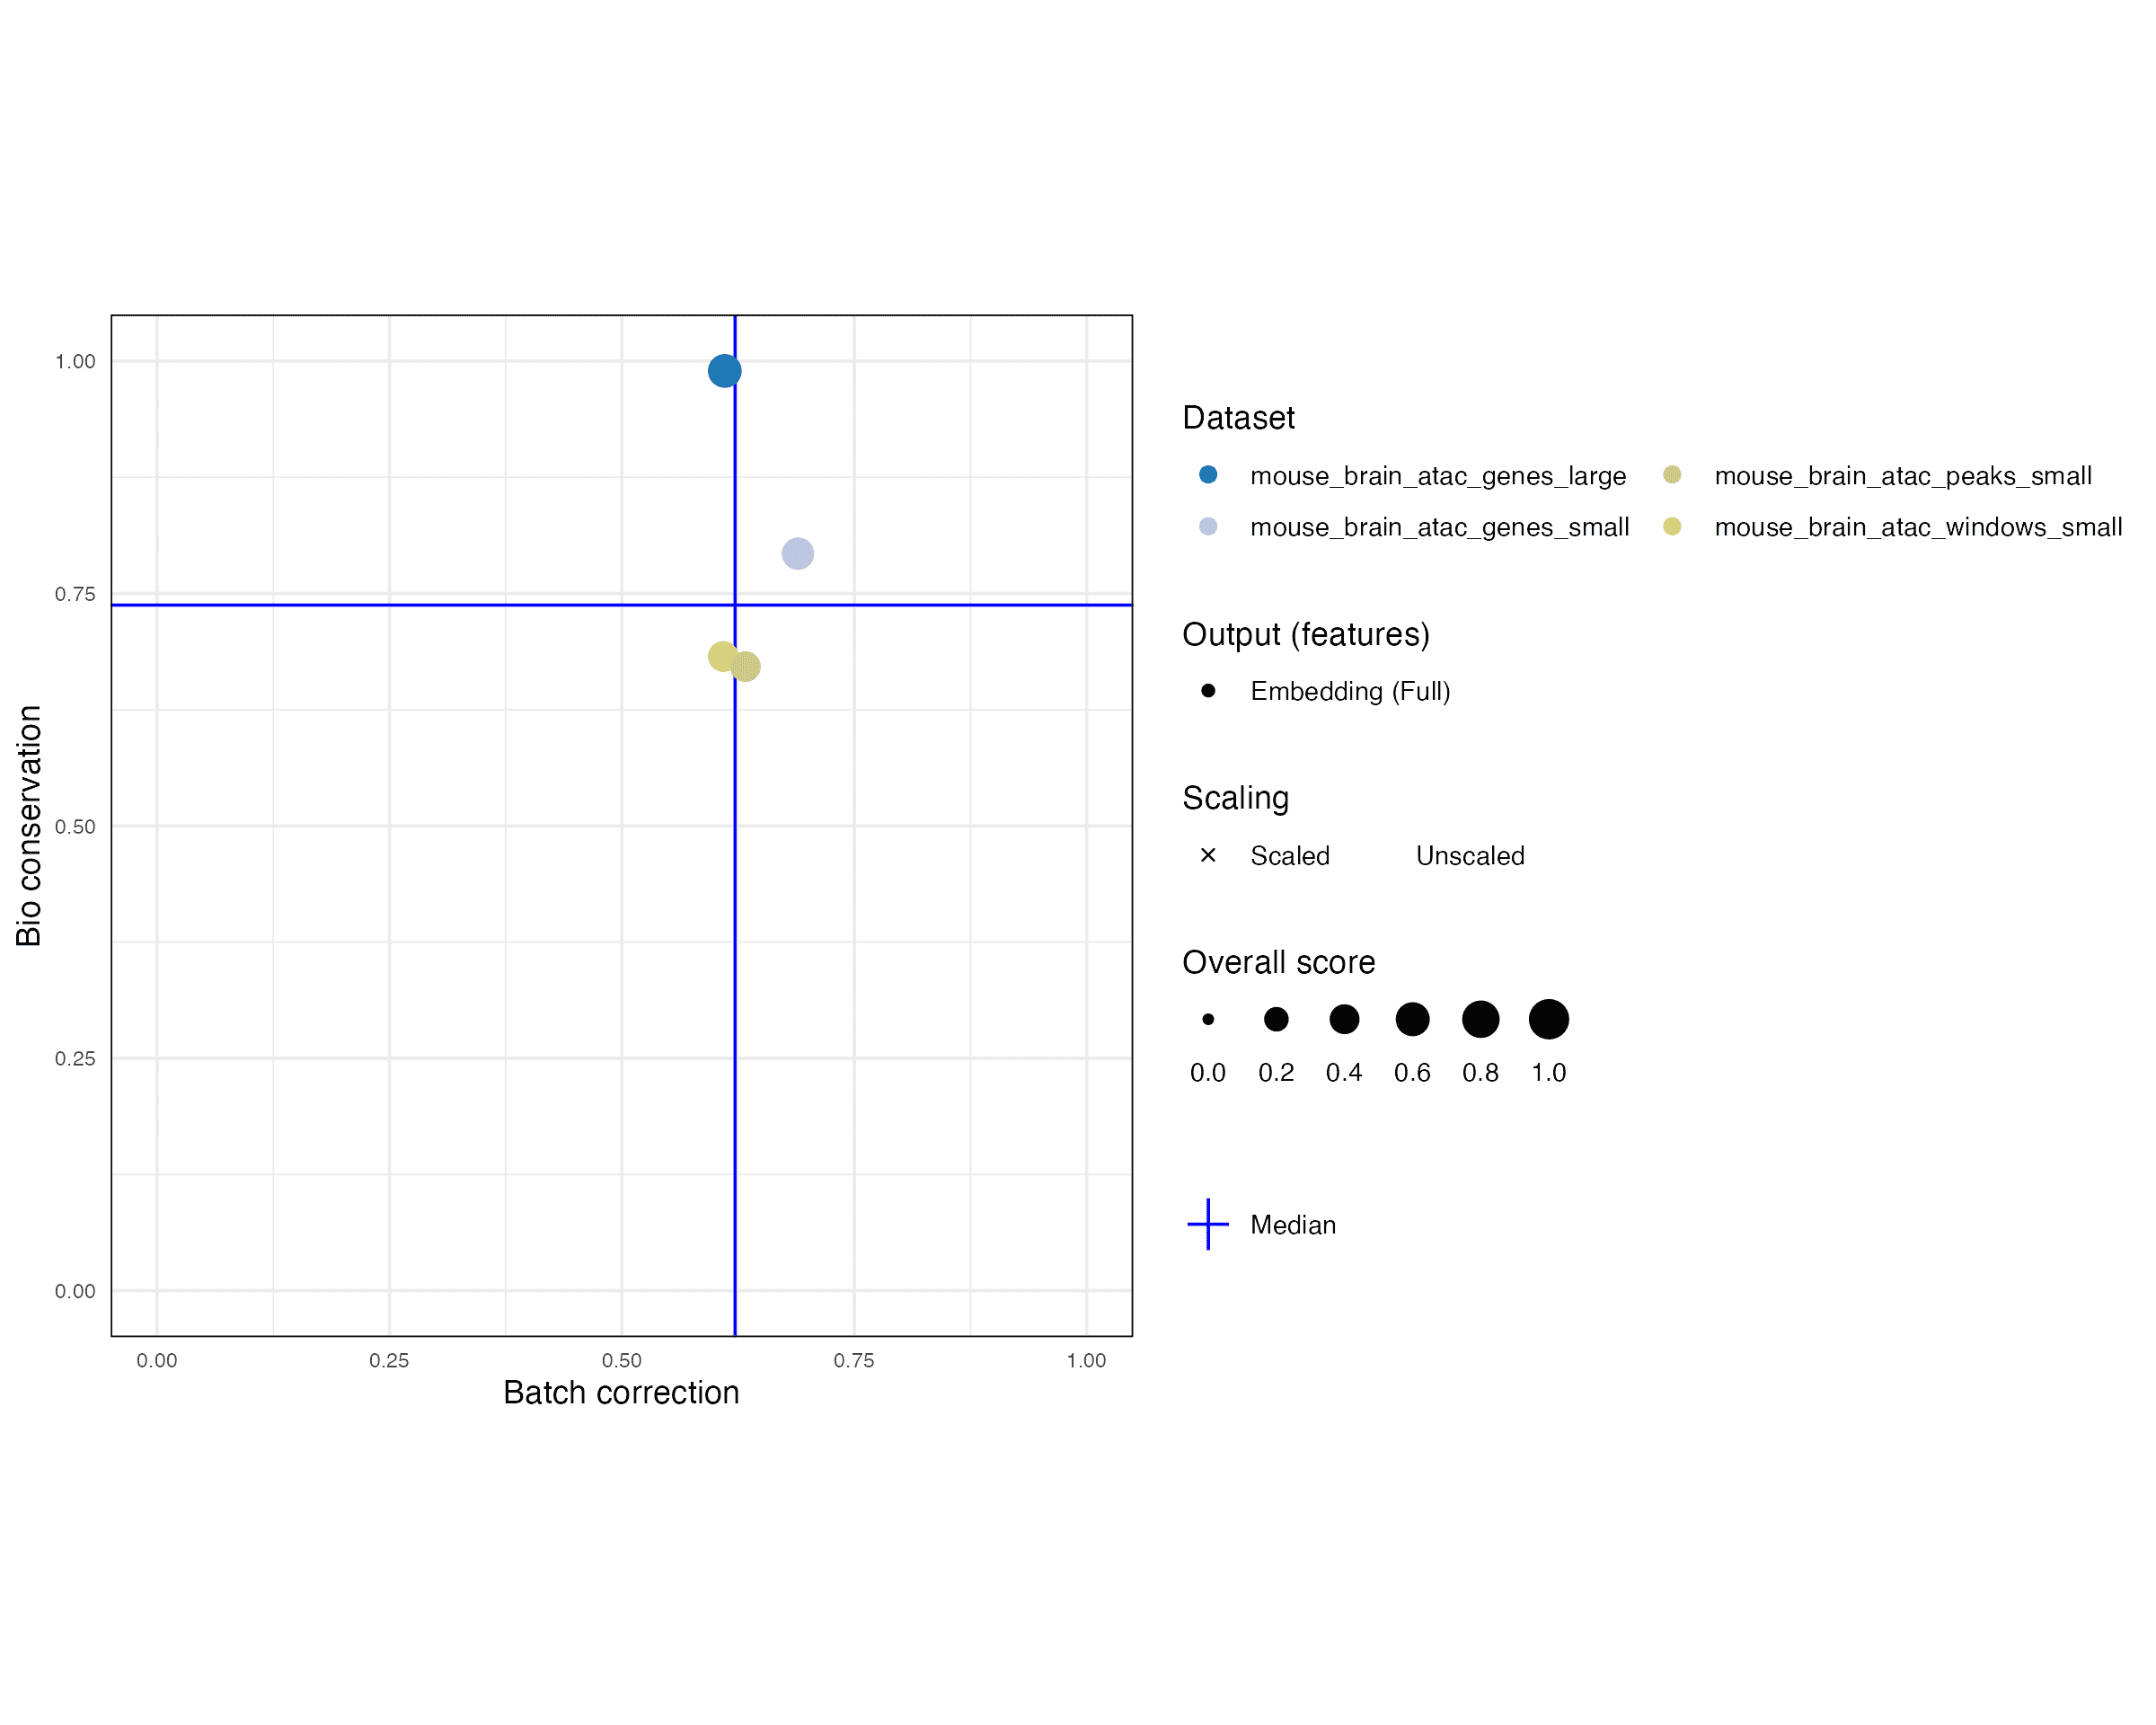 1.00
0.75
0.50
0.25
0.00
Bio conservation
0.00 0.25 0.50 0.75 1.00
Batch correction
Dataset
mouse_brain_atac_genes_large mouse_brain_atac_peaks_small
mouse_brain_atac_genes_small mouse_brain_atac_windows_small
Output (features)
Embedding (Full)
Scaling
Scaled Unscaled
Overall score
0.0 0.2 0.4 0.6 0.8 1.0
Median